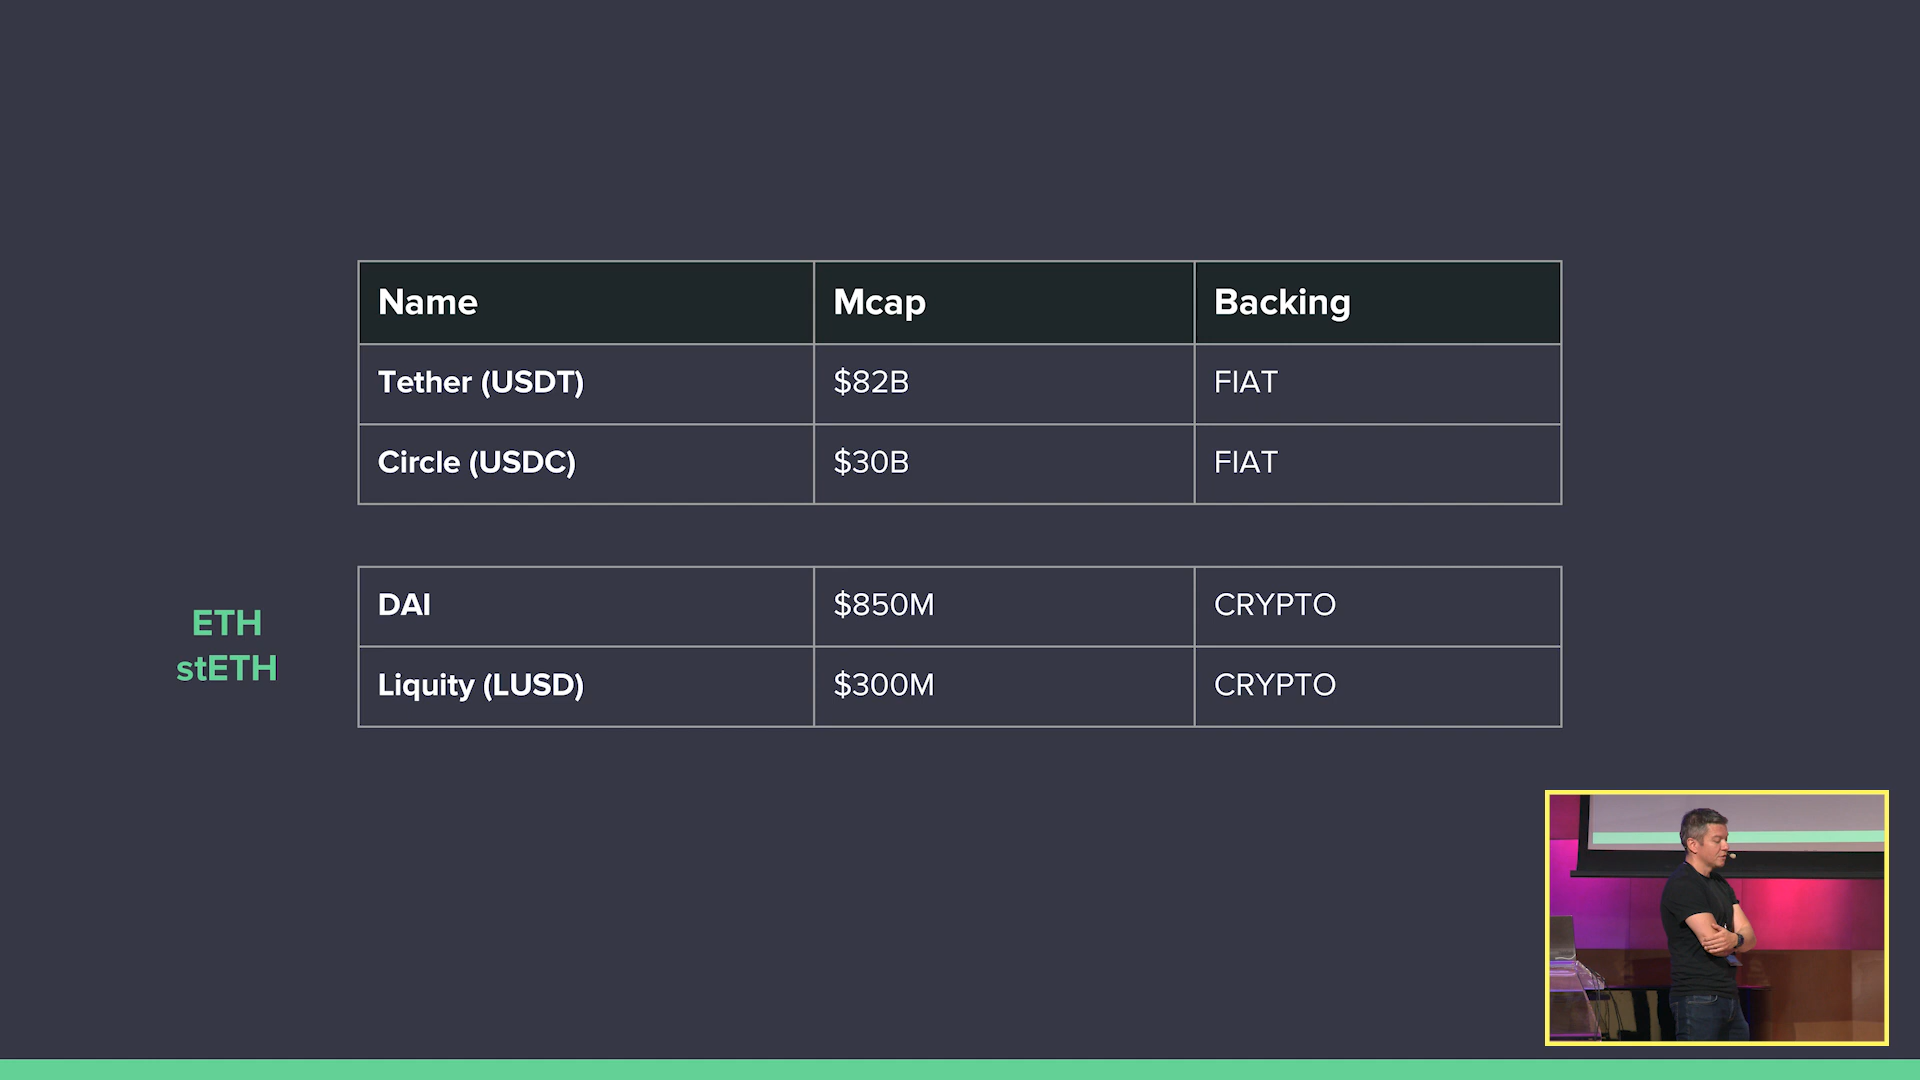 Name Mcap Backing
Tether (USDT) $82B FIAT
Circle (USDC) $30B FIAT
ETH
stETH
DAI $850M CRYPTO
Liquity (LUSD) $300M CRYPTO